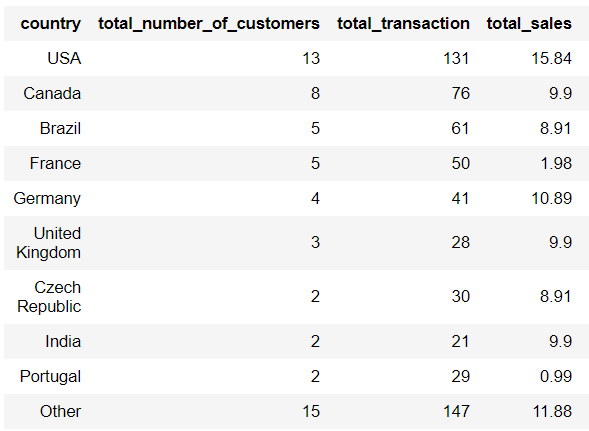 country total_number_of_customers total_transaction total_sales
USA 13 131 15.84
Canada 8 76 9.9
Brazil 5 61 8.91
France 5 50 1.98
Germany 4 41 10.89
United
Kingdom 3 28 9.9
Czech
Republic 2 30 8.91
India 2 21 9.9
Portugal 2 29 0.99
Other 15 147 11.88